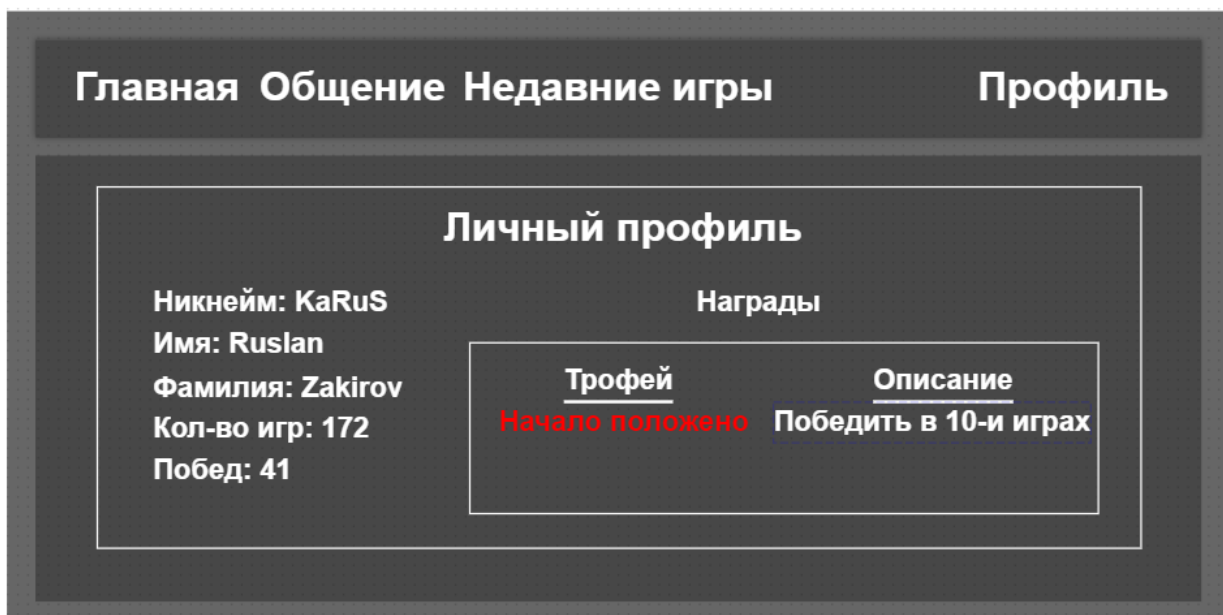 Главная Общение Недавние игры Профиль
Личный профиль
Никнейм: KaRuS
Имя: Ruslan
Фамилия: Zakirov
Кол-во игр: 172
Побед: 41
Награды
Трофей Описание
Начало положено Победить в 10-и играх